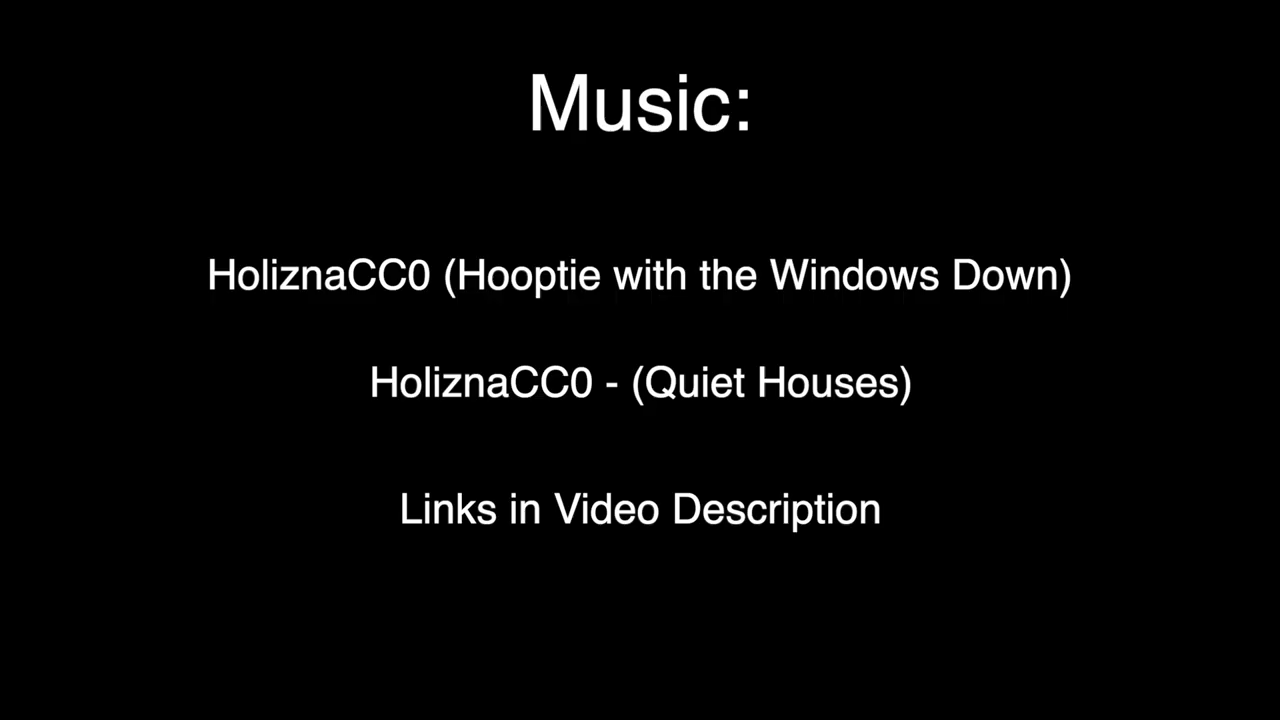 Music:
HoliznaCC0 (Hooptie with the Windows Down)
HoliznaCC0 - (Quiet Houses)
Links in Video Description